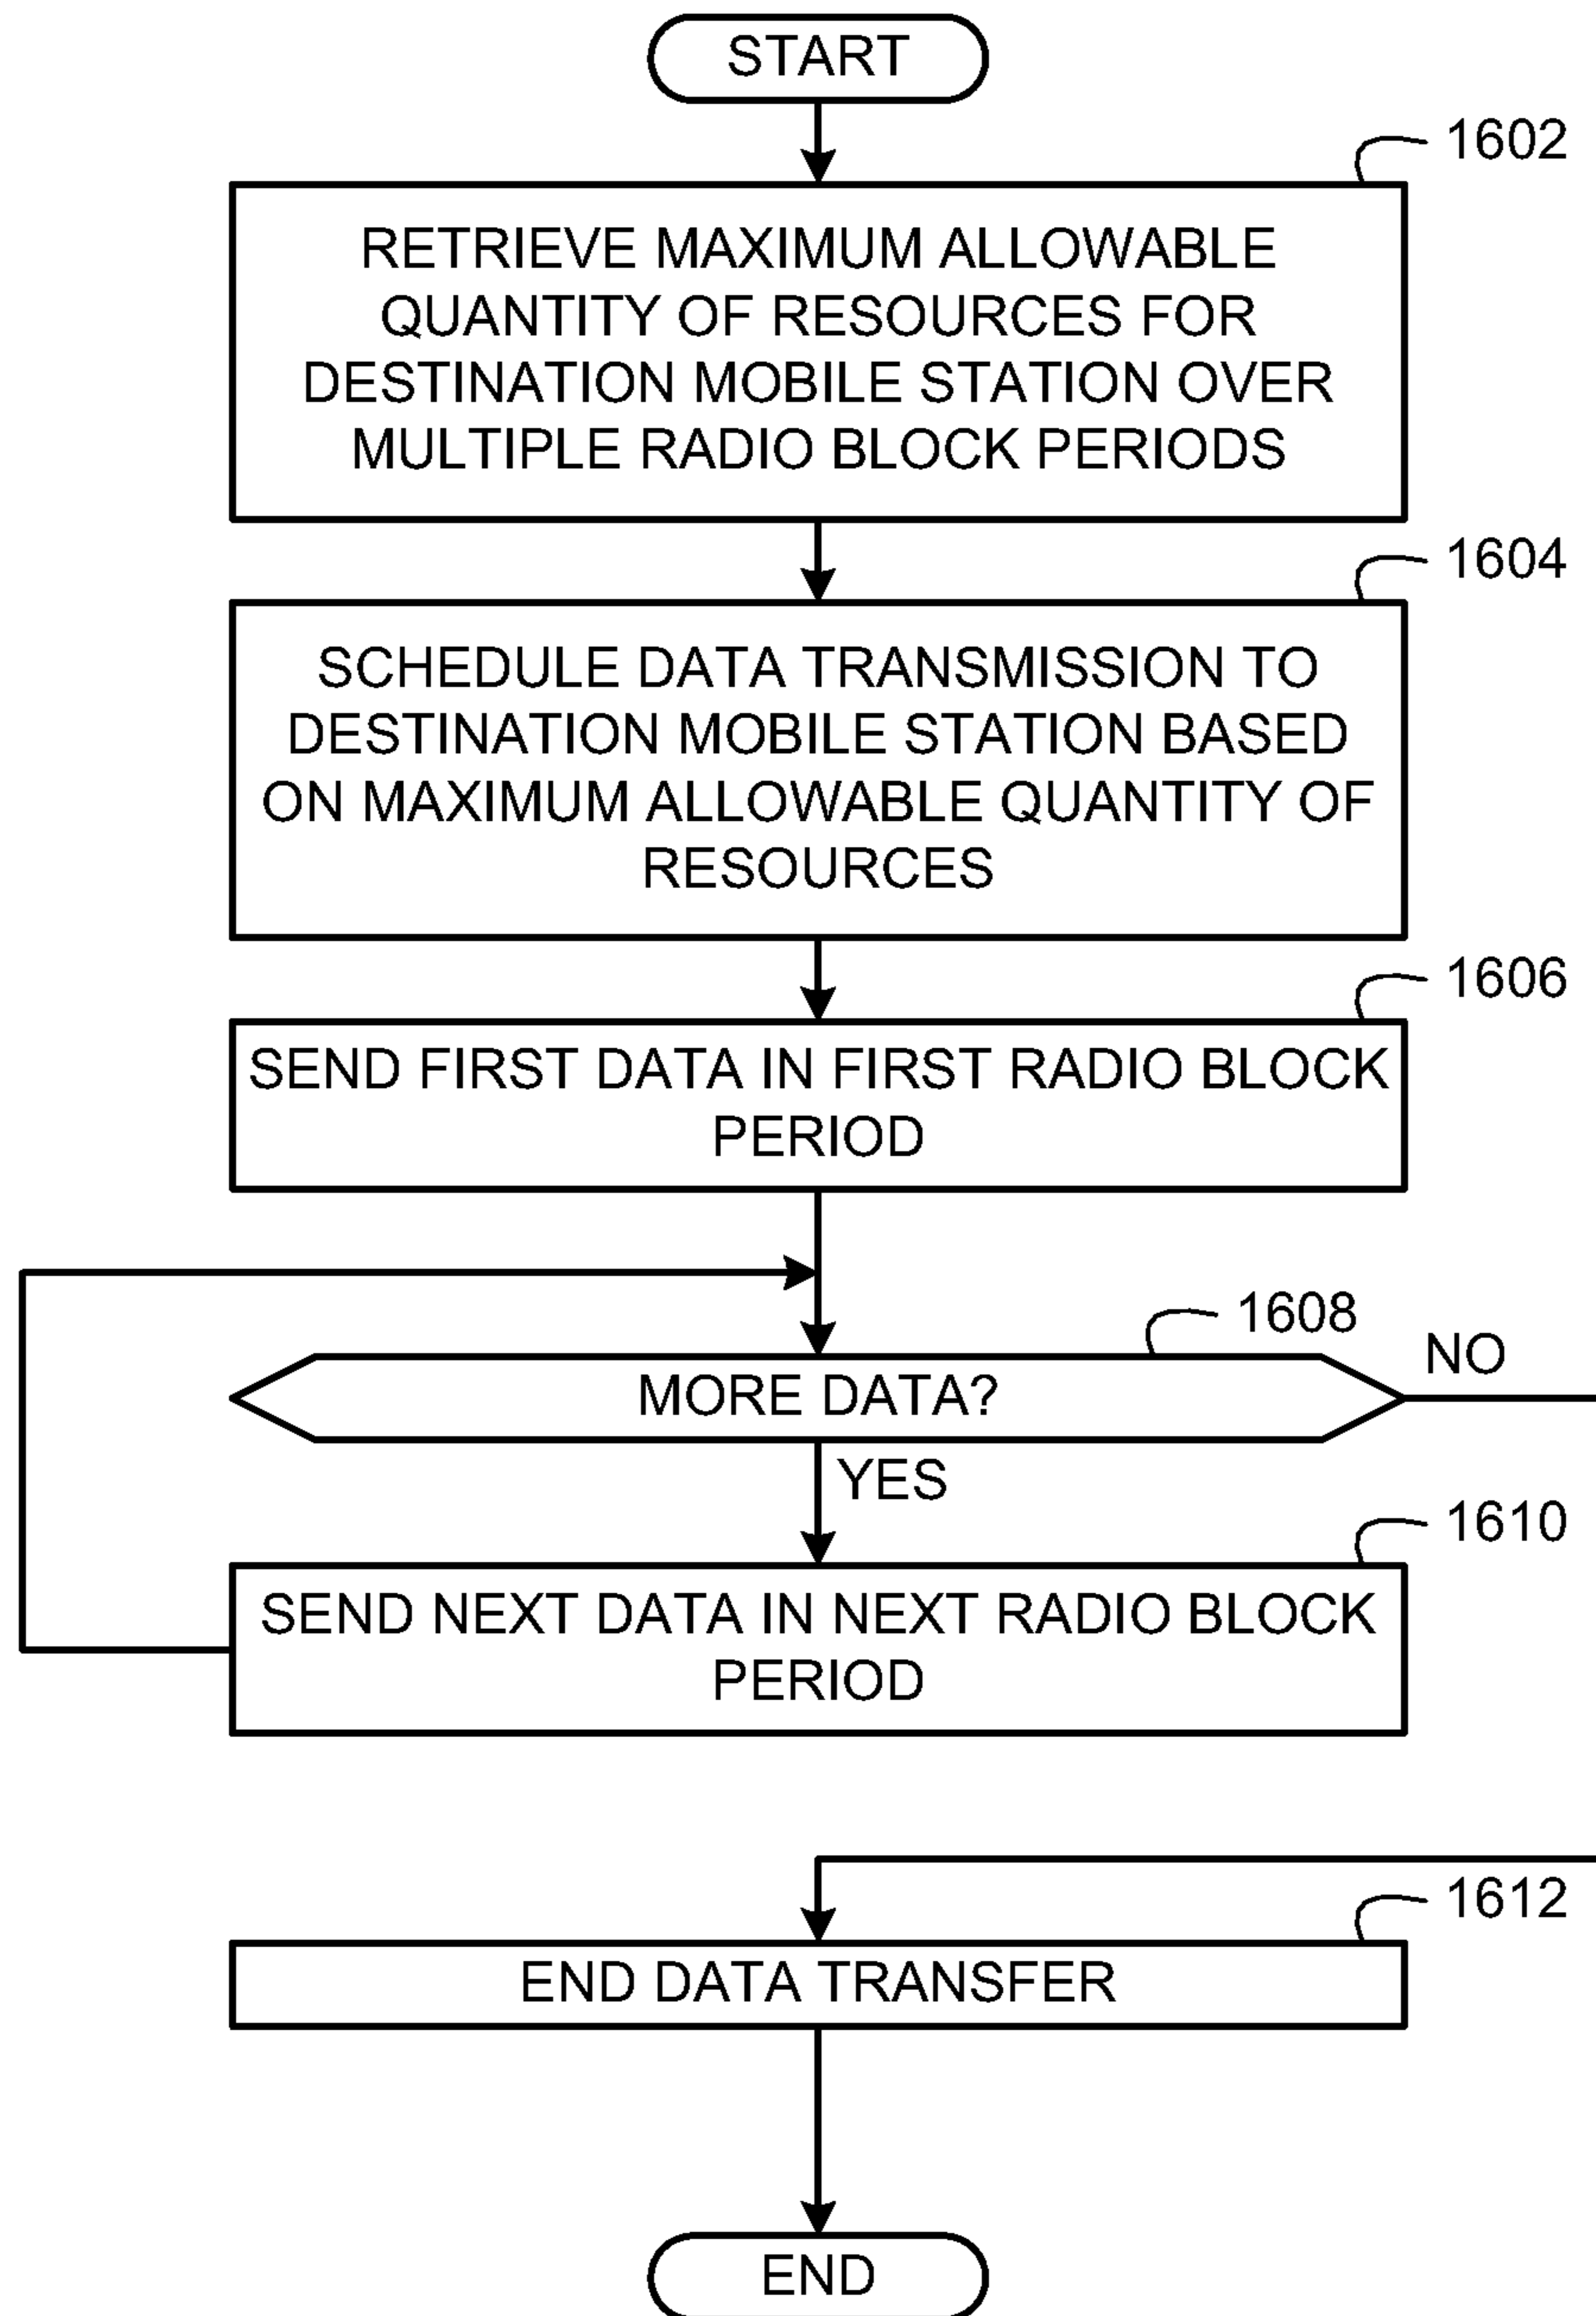 START
1602
RETRIEVE MAXIMUM ALLOWABLE
QUANTITY OF RESOURCES FOR
DESTINATION MOBILE STATION OVER
MULTIPLE RADIO BLOCK PERIODS
1604
SCHEDULE DATA TRANSMISSION TO
DESTINATION MOBILE STATION BASED
ON MAXIMUM ALLOWABLE QUANTITY OF
RESOURCES
1606
SEND FIRST DATA IN FIRST RADIO BLOCK
PERIOD
1608
MORE DATA?
NO
YES
1610
SEND NEXT DATA IN NEXT RADIO BLOCK
PERIOD
1612
END DATA TRANSFER
END